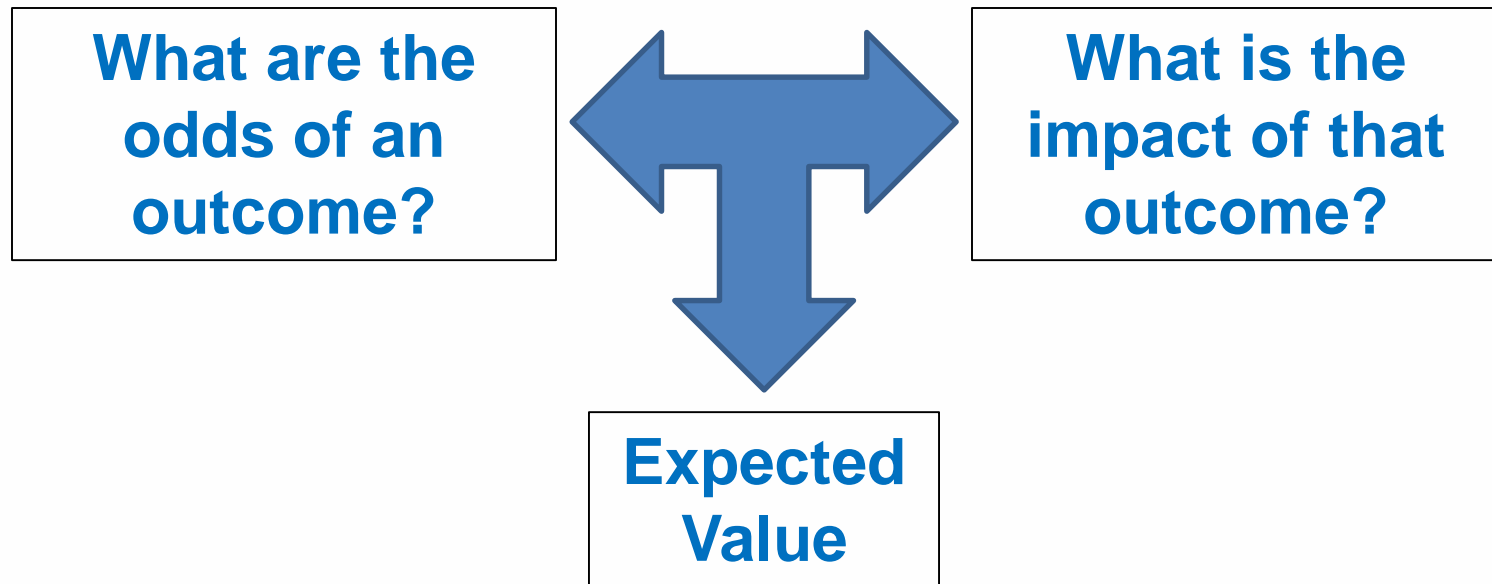 What are the
odds of an
outcome?
What is the
impact of that
outcome?
Expected
Value